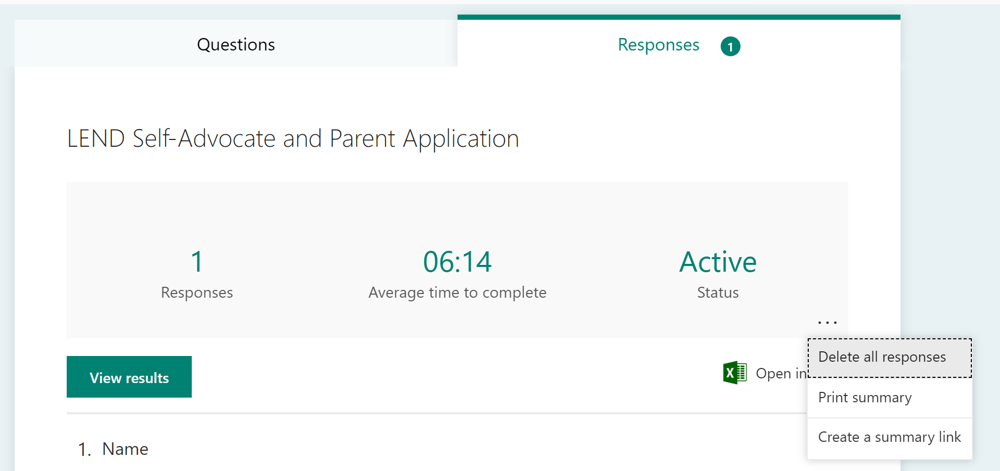 Questions
Responses 1
LEND Self-Advocate and Parent Application
1
Responses
06:14
Average time to complete
Active
Status
...
View results
X
Open in
Delete all responses
Print summary
Create a summary link
1. Name